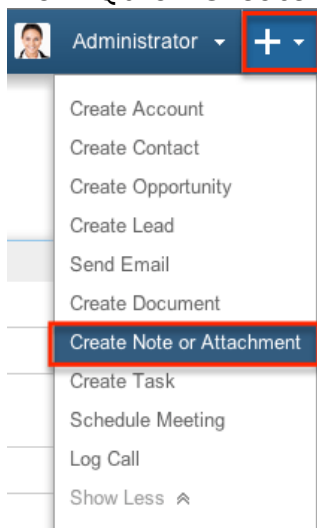 Administrator
Create Account
Create Contact
Create Opportunity
Create Lead
Send Email
Create Document
Create Note or Attachment
Create Task
Schedule Meeting
Log Call
Show Less